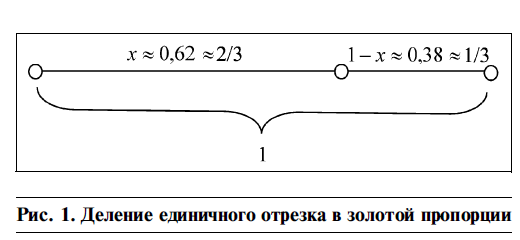 x ≈ 0,62 ≈ 2/3
1 – x ≈ 0,38 ≈ 1/3
1
Рис. 1. Деление единичного отрезка в золотой пропорции